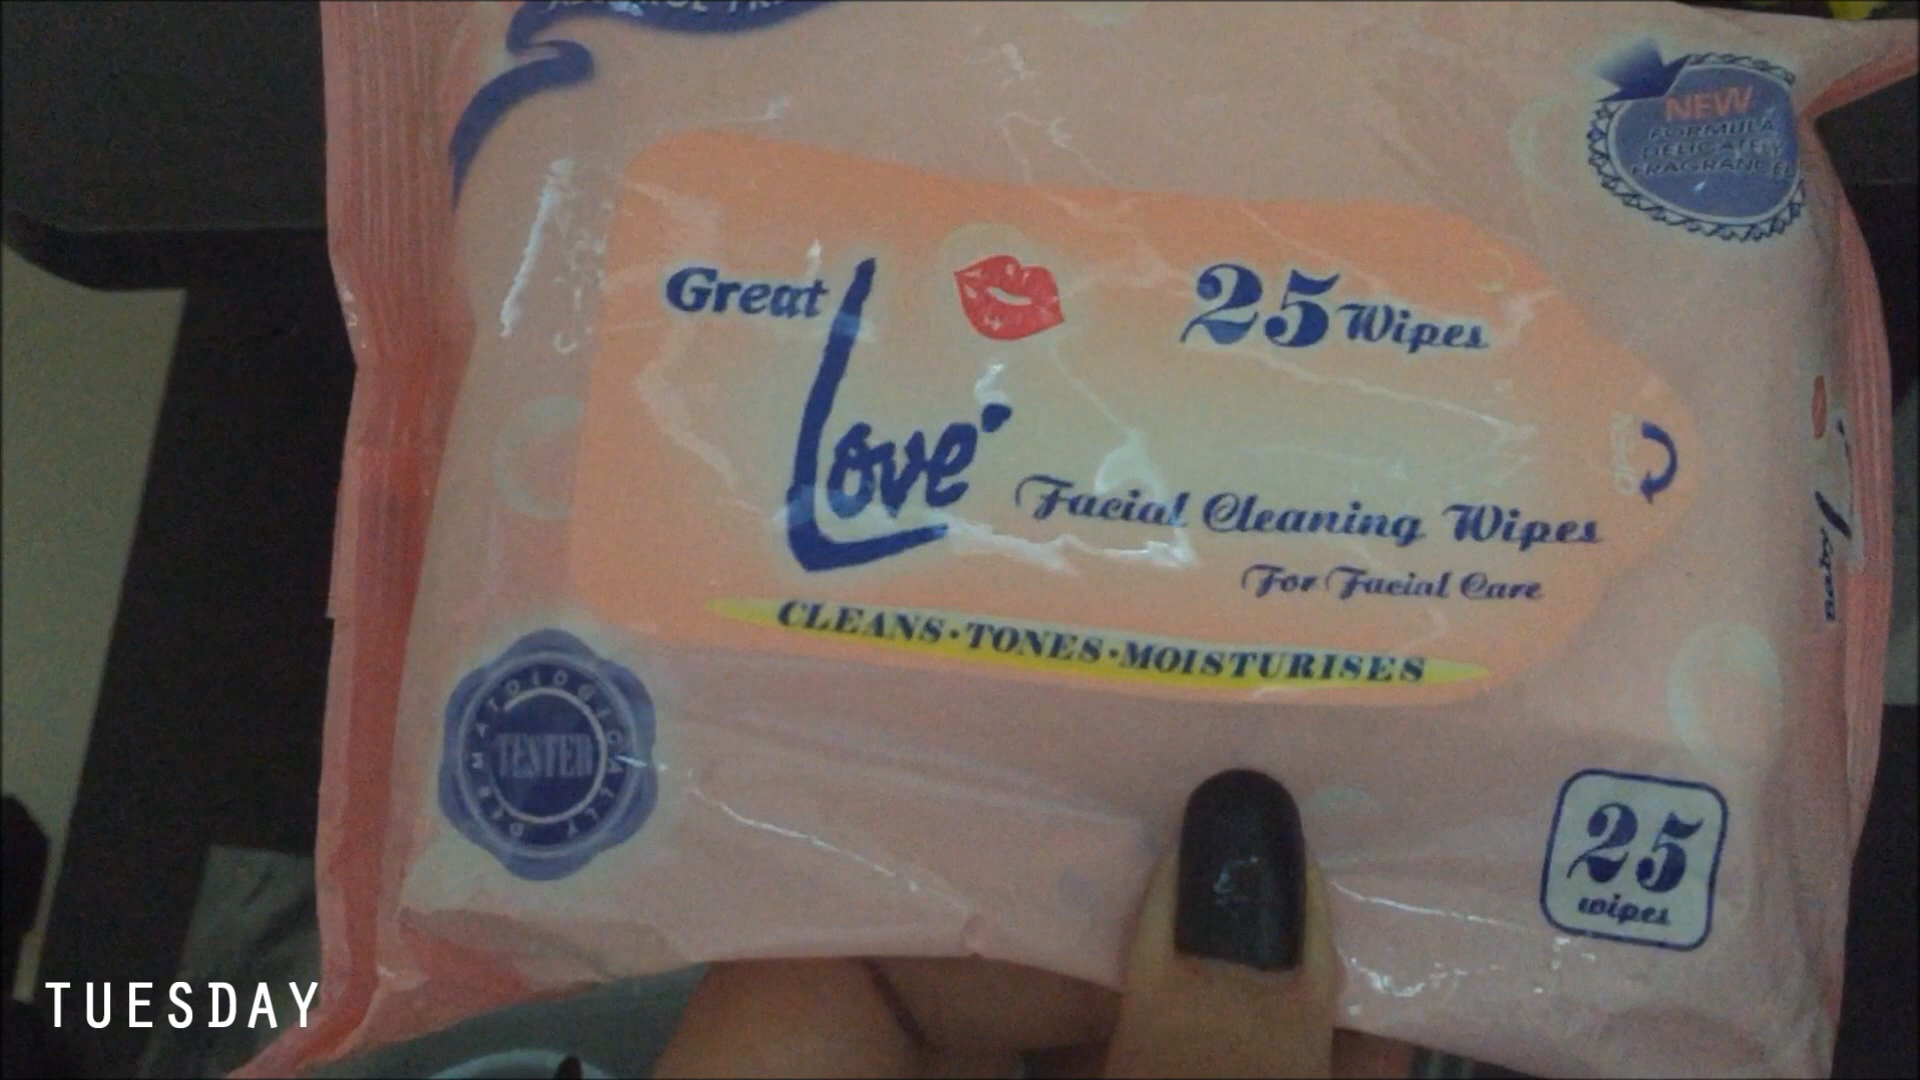 NEW
FORMULA
DELICATELY
FRAGRANCED
Great
Love
25 Wipes
Facial Cleaning Wipes
For Facial Care
CLEANS·TONES·MOISTURISES
DERMATOLOGICALLY
TESTED
25
wipes
TUESDAY